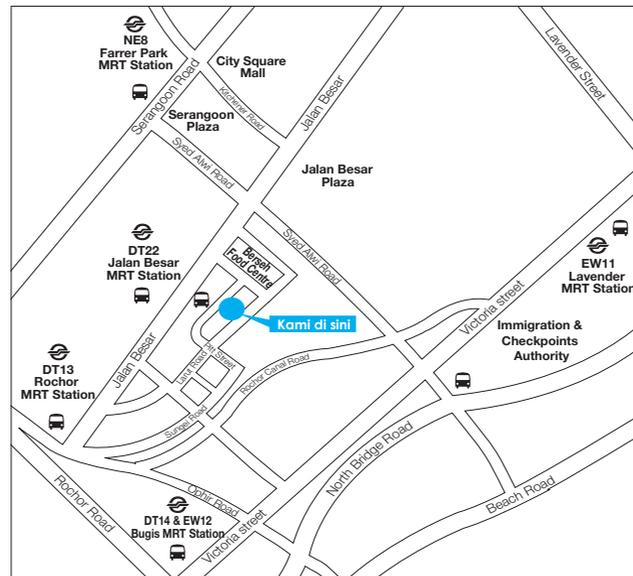 NE8
Farrer Park
MRT Station
City Square
Mall
Lavender Street
Serangoon Road
Kitchener Road
Jalan Besar
Serangoon
Plaza
Syed Alwi Road
Jalan Besar
Plaza
DT22
Jalan Besar
MRT Station
Berseh
Food Centre
Syed Alwi Road
EW11
Lavender
MRT Station
Kami di sini
Victoria street
Immigration &
Checkpoints
Authority
DT13
Rochor
MRT Station
Jalan Besar
Larut Road
Pitt Street
Rochor Canal Road
Sungei Road
North Bridge Road
Beach Road
Rochor Road
Ophir Road
Victoria street
DT14 & EW12
Bugis MRT Station